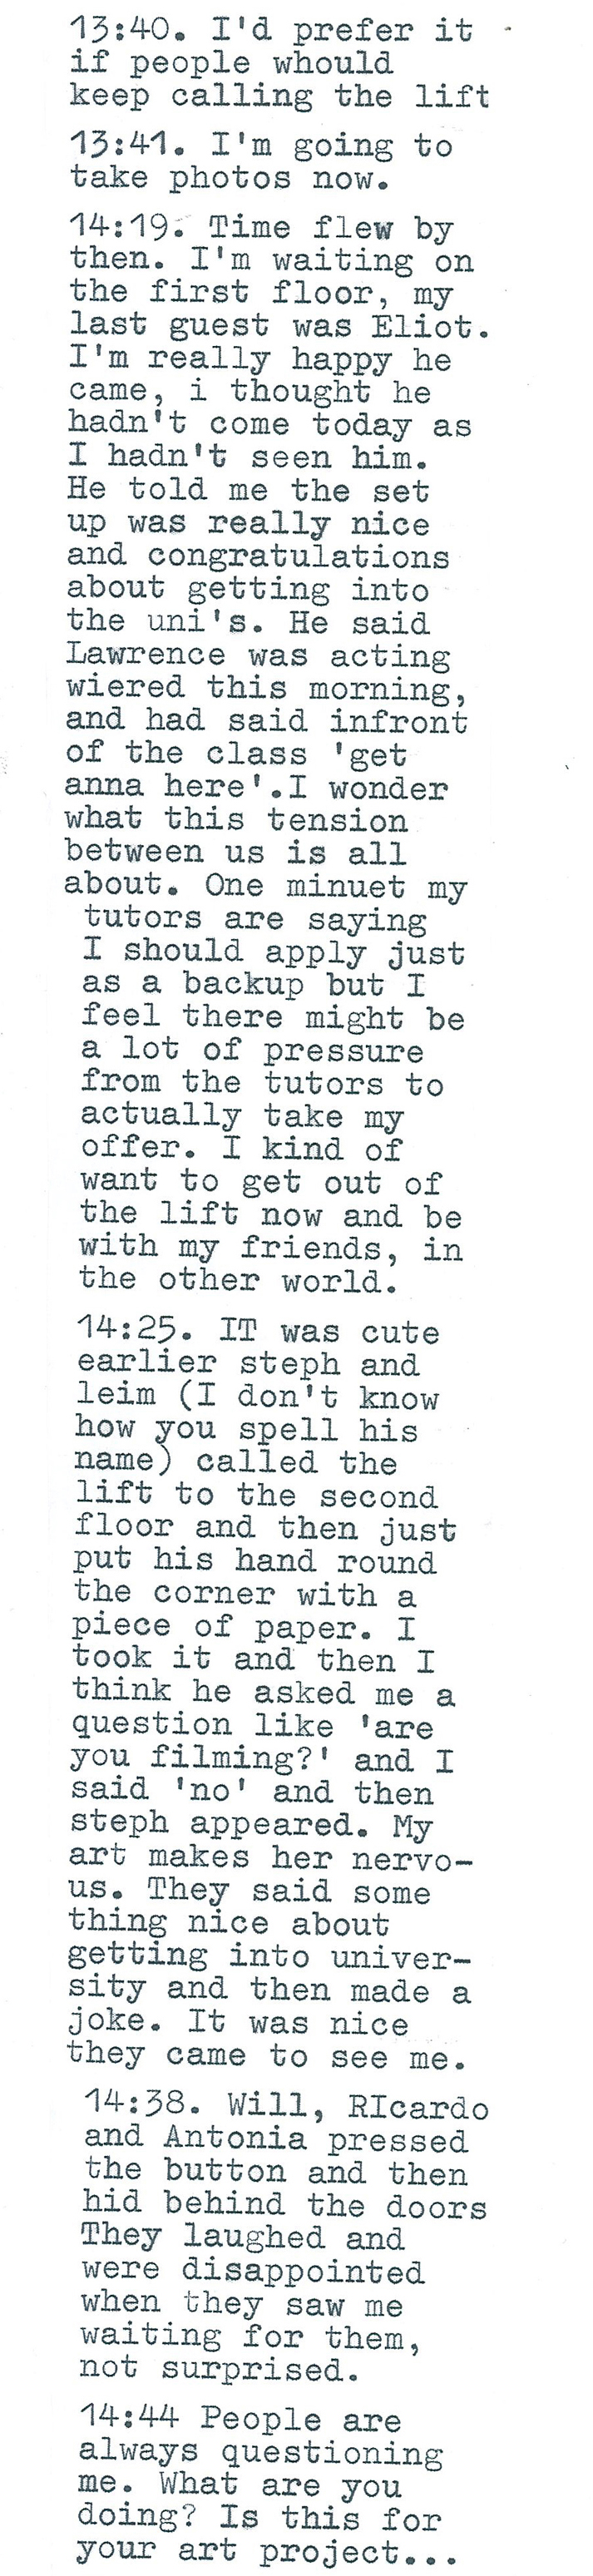 13:40. I'd prefer it
if people whould
keep calling the lift
13:41. I'm going to
take photos now.
14:19. Time flew by
then. I'm waiting on
the first floor, my
last guest was Eliot.
I'm really happy he
came, i thought he
hadn't come today as
I hadn't seen him.
He told me the set
up was really nice
and congratulations
about getting into
the uni's. He said
Lawrence was acting
wiered this morning,
and had said infront
of the class 'get
anna here'.I wonder
what this tension
between us is all
about. One minuet my
tutors are saying
I should apply just
as a backup but I
feel there might be
a lot of pressure
from the tutors to
actually take my
offer. I kind of
want to get out of
the lift now and be
with my friends, in
the other world.
14:25. IT was cute
earlier steph and
leim (I don't know
how you spell his
name) called the
lift to the second
floor and then just
put his hand round
the corner with a
piece of paper. I
took it and then I
think he asked me a
question like 'are
you filming?' and I
said 'no' and then
steph appeared. My
art makes her nervo-
us. They said some
thing nice about
getting into univer-
sity and then made a
joke. It was nice
they came to see me.
14:38. Will, RIcardo
and Antonia pressed
the button and then
hid behind the doors
They laughed and
were disappointed
when they saw me
waiting for them,
not surprised.
14:44 People are
always questioning
me. What are you
doing? Is this for
your art project...